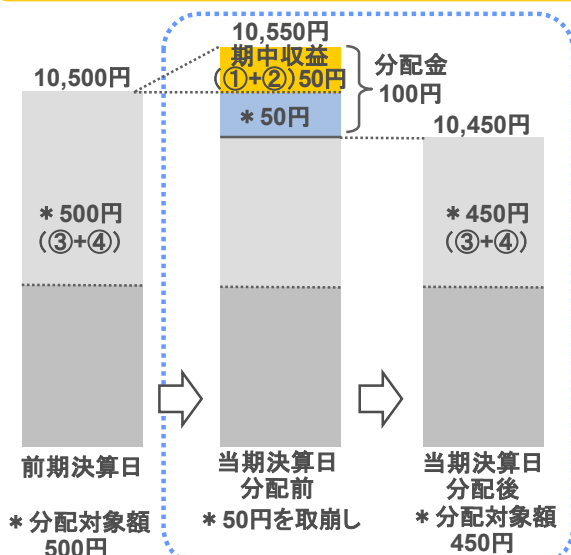 10,550円
期中収益
(①+②)50円
分配金
100円
10,500円
＊50円
10,450円
＊500円
(③+④)
＊450円
(③+④)
前期決算日
当期決算日
分配前
当期決算日
分配後
＊分配対象額
500円
＊50円を取崩し
＊分配対象額
450円